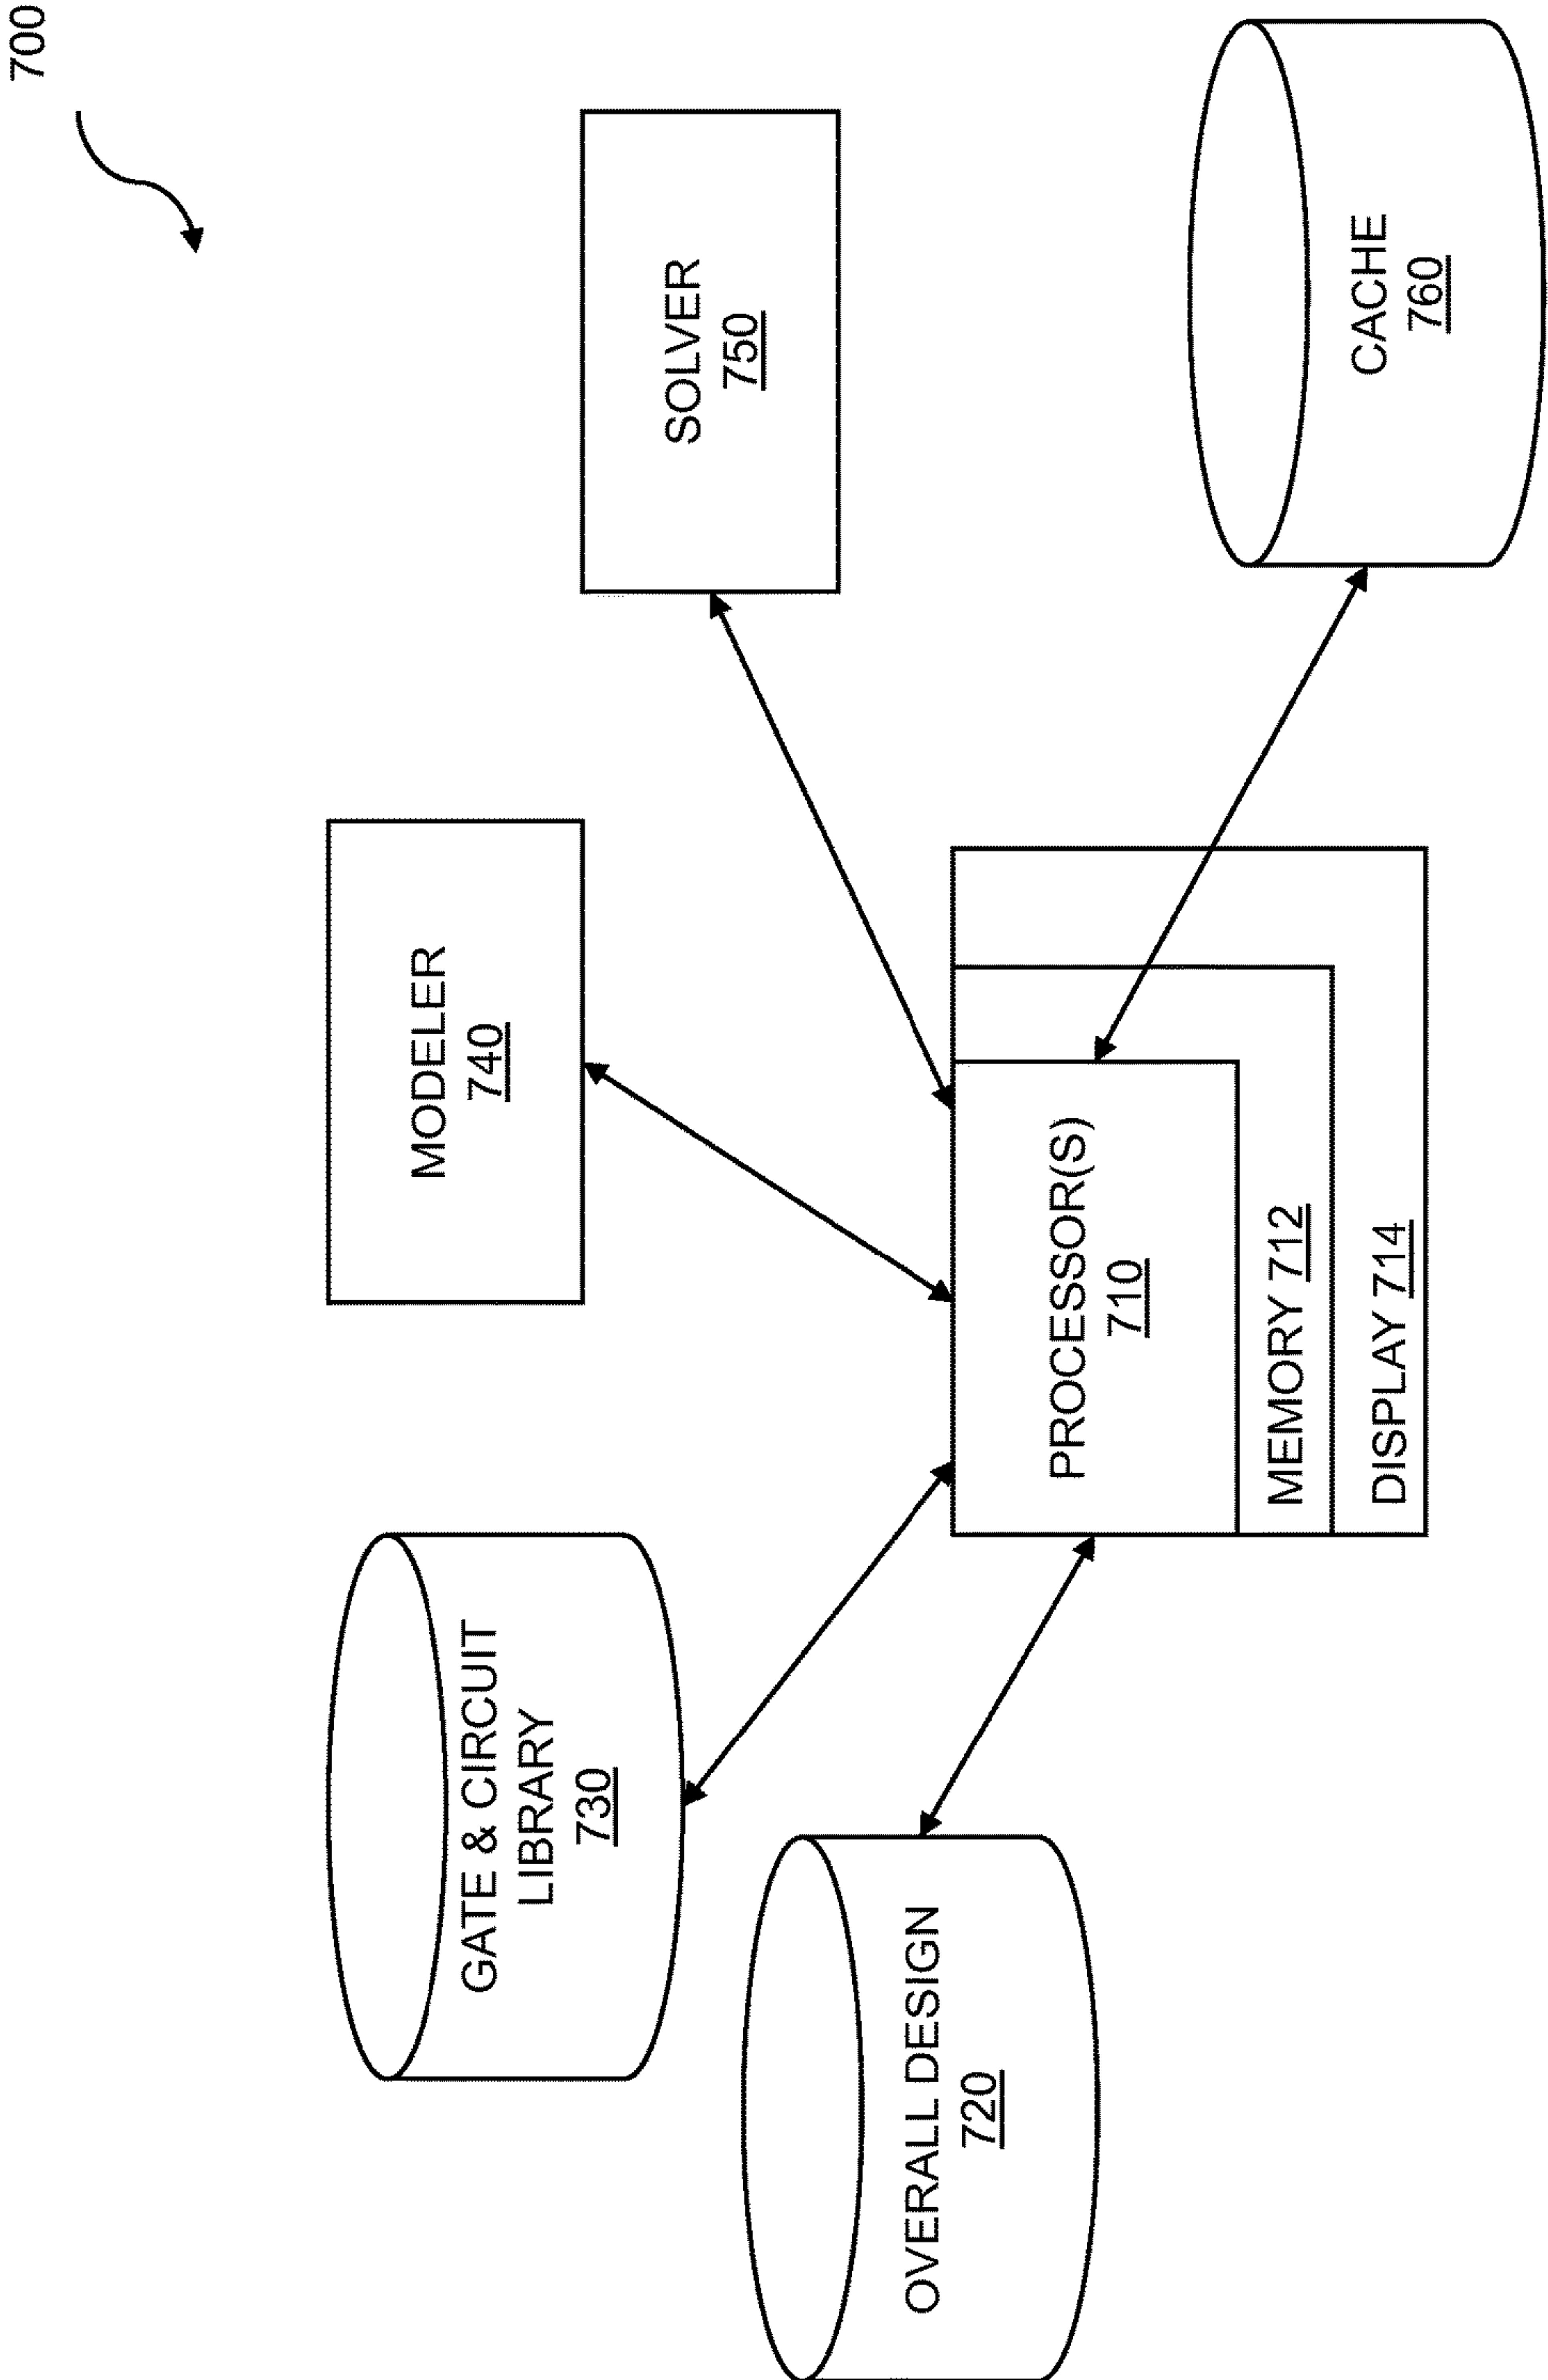 700
GATE & CIRCUIT
LIBRARY
730
MODELER
740
SOLVER
750
OVERALL DESIGN
720
PROCESSOR(S)
710
MEMORY 712
DISPLAY 714
CACHE
760